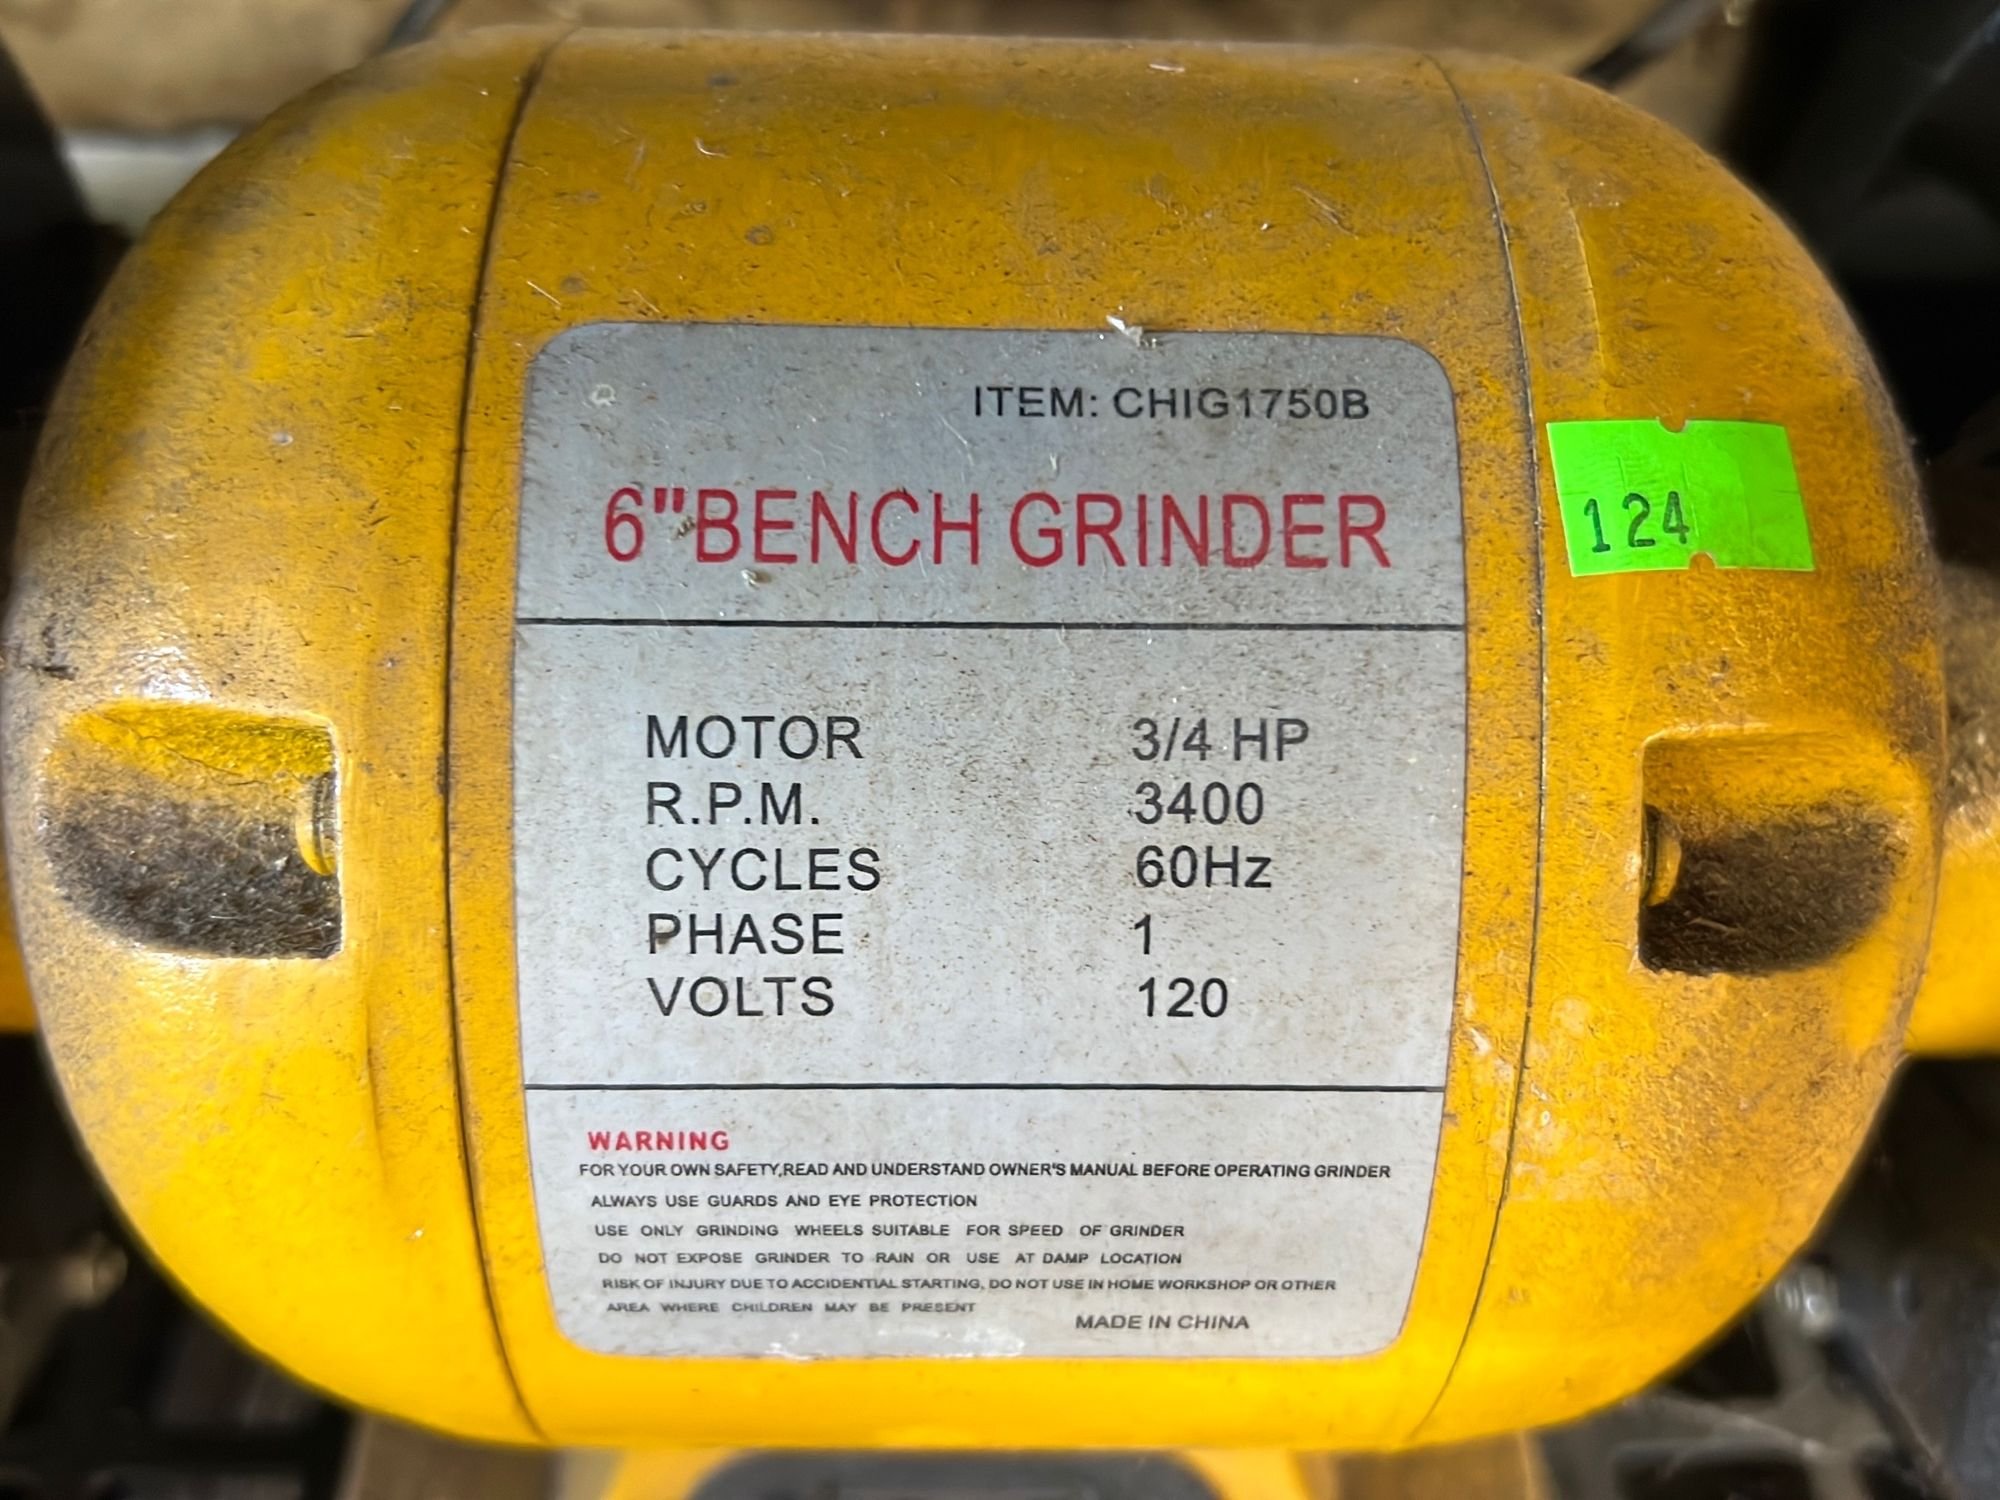 ITEM: CHIG1750B
6"BENCH GRINDER
124
MOTOR 3/4 HP
R.P.M. 3400
CYCLES 60Hz
PHASE 1
VOLTS 120
WARNING
FOR YOUR OWN SAFETY,READ AND UNDERSTAND OWNER'S MANUAL BEFORE OPERATING GRINDER
ALWAYS USE GUARDS AND EYE PROTECTION
USE ONLY GRINDING WHEELS SUITABLE FOR SPEED OF GRINDER
DO NOT EXPOSE GRINDER TO RAIN OR USE AT DAMP LOCATION
RISK OF INJURY DUE TO ACCIDENTIAL STARTING, DO NOT USE IN HOME WORKSHOP OR OTHER
AREA WHERE CHILDREN MAY BE PRESENT
MADE IN CHINA